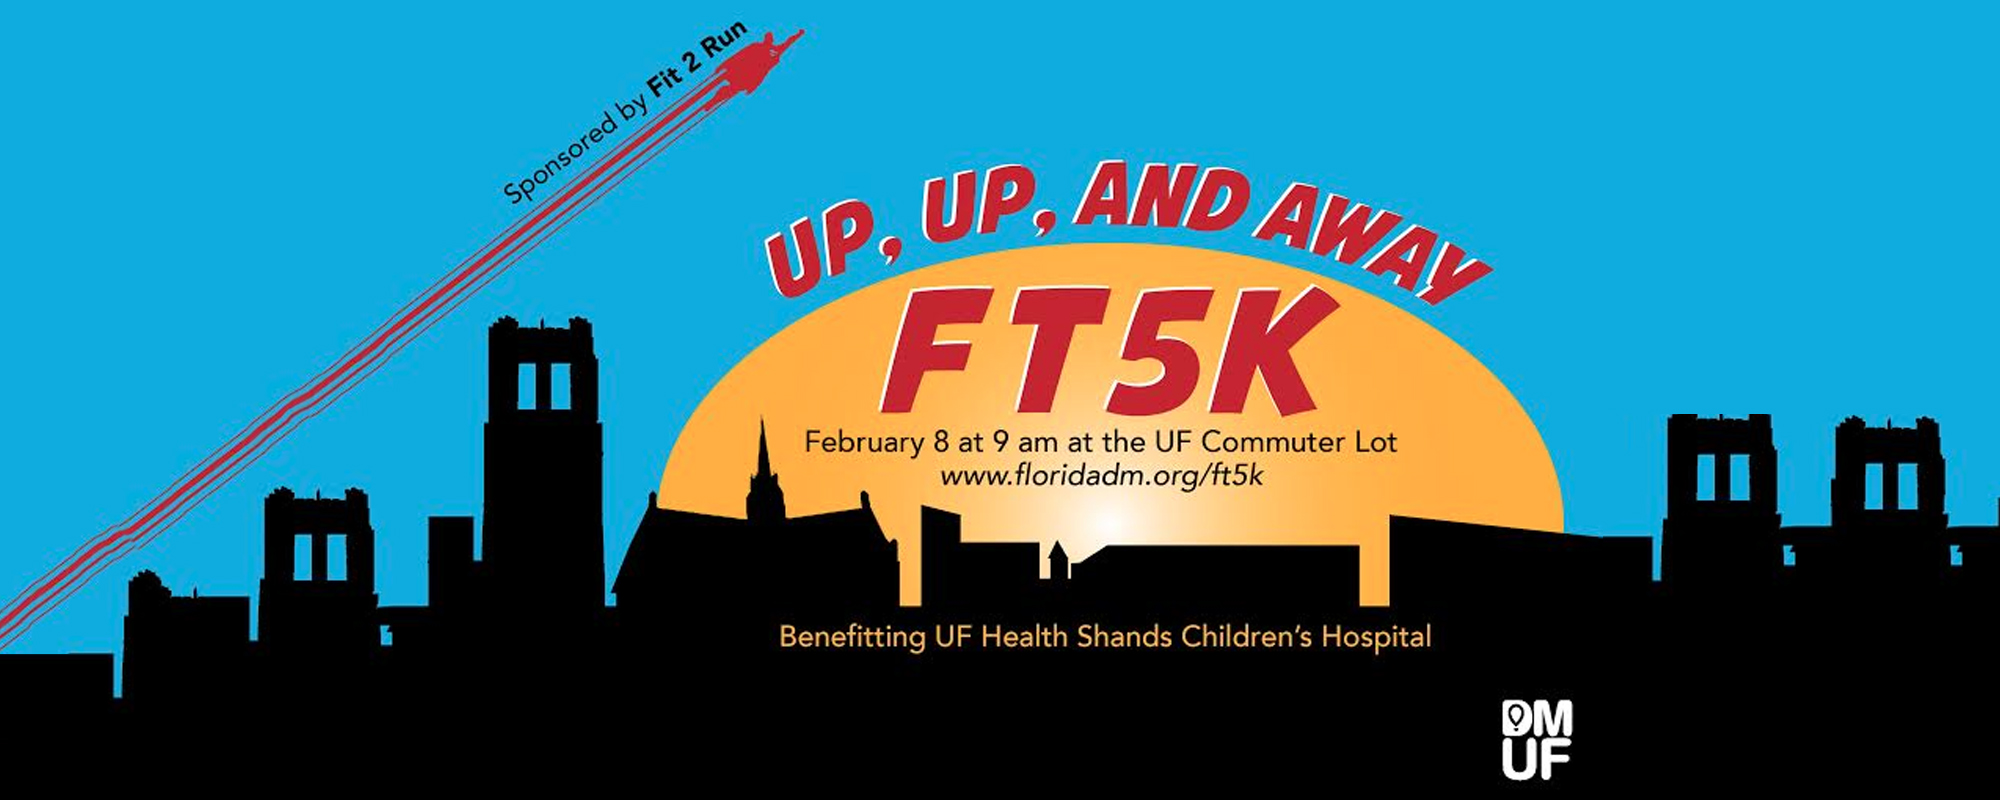 Sponsored by Fit 2 Run
UP, UP, AND AWAY
FT5K
February 8 at 9 am at the UF Commuter Lot
www.floridadm.org/ft5k
Benefitting UF Health Shands Children's Hospital
DM
UF